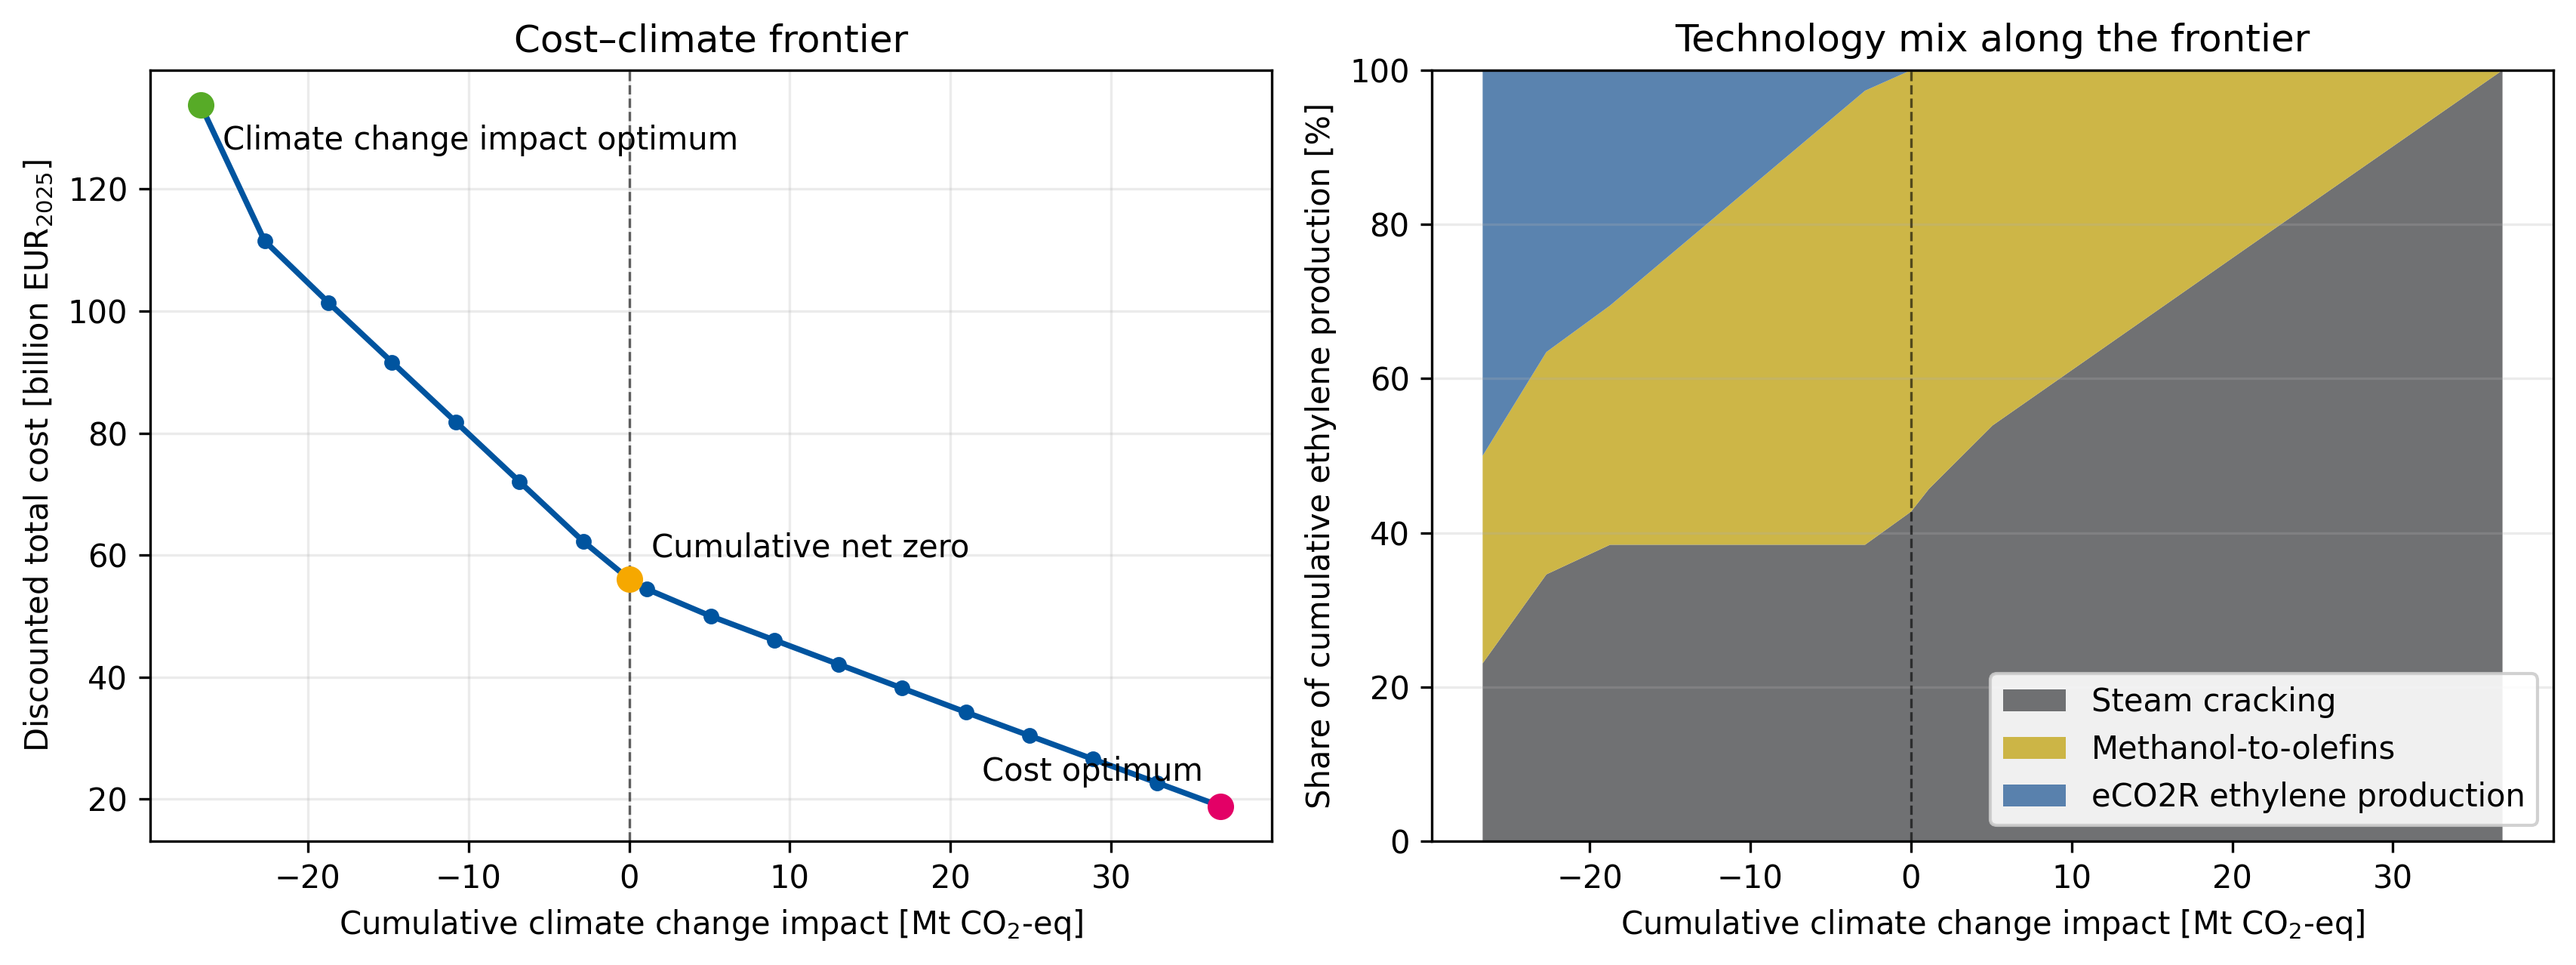 Cost–climate frontier
Discounted total cost [billion EUR₂₀₂₅]
120
100
80
60
40
20
Climate change impact optimum
Cumulative net zero
Cost optimum
−20 −10 0 10 20 30
Cumulative climate change impact [Mt CO₂-eq]
Technology mix along the frontier
Share of cumulative ethylene production [%]
100
80
60
40
20
0
Steam cracking
Methanol-to-olefins
eCO2R ethylene production
−20 −10 0 10 20 30
Cumulative climate change impact [Mt CO₂-eq]